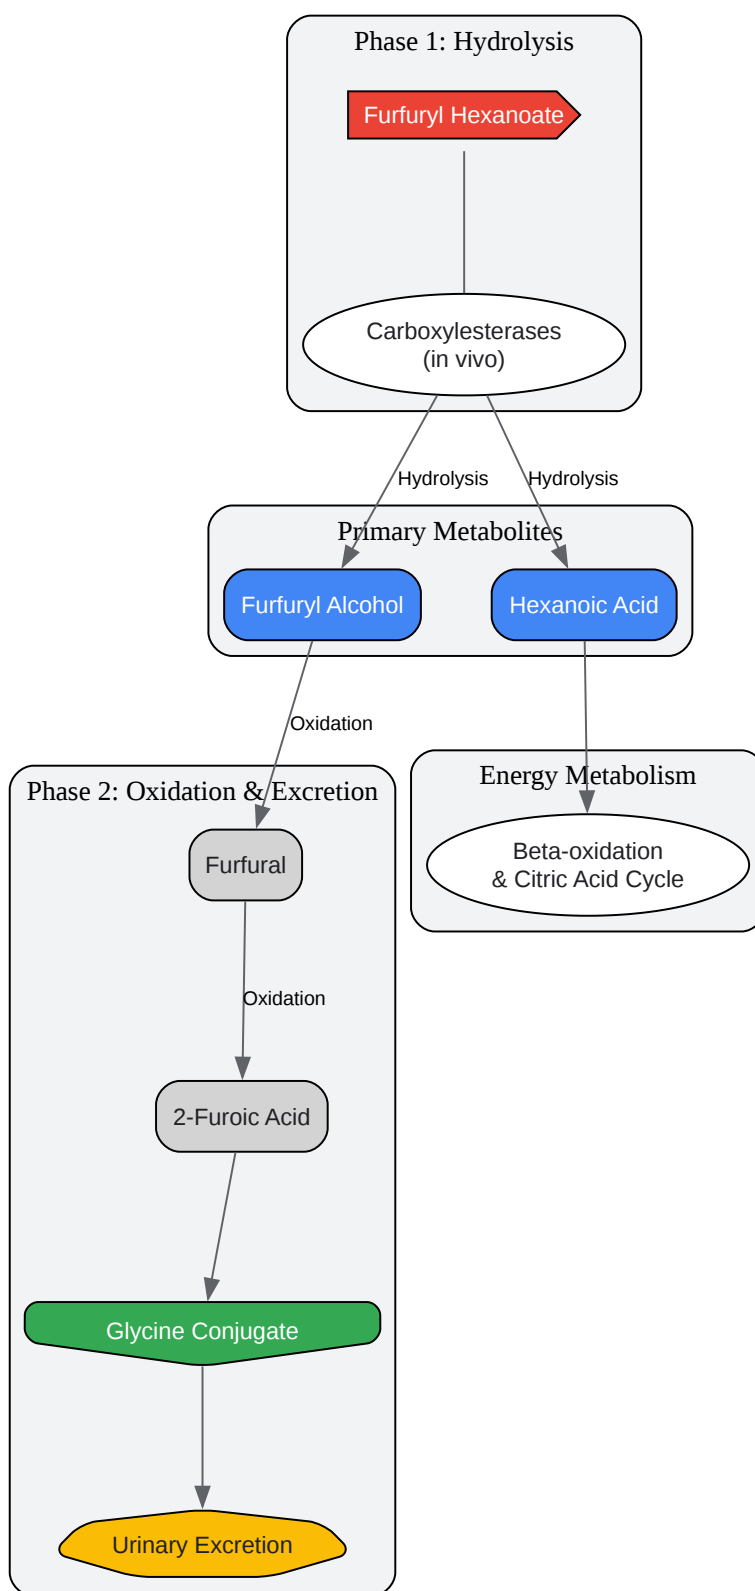 Phase 1: Hydrolysis
Furfuryl Hexanoate
Carboxylesterases
(in vivo)
Hydrolysis
Hydrolysis
Primary Metabolites
Furfuryl Alcohol
Hexanoic Acid
Oxidation
Phase 2: Oxidation & Excretion
Energy Metabolism
Furfural
Beta-oxidation
& Citric Acid Cycle
Oxidation
2-Furoic Acid
Glycine Conjugate
Urinary Excretion